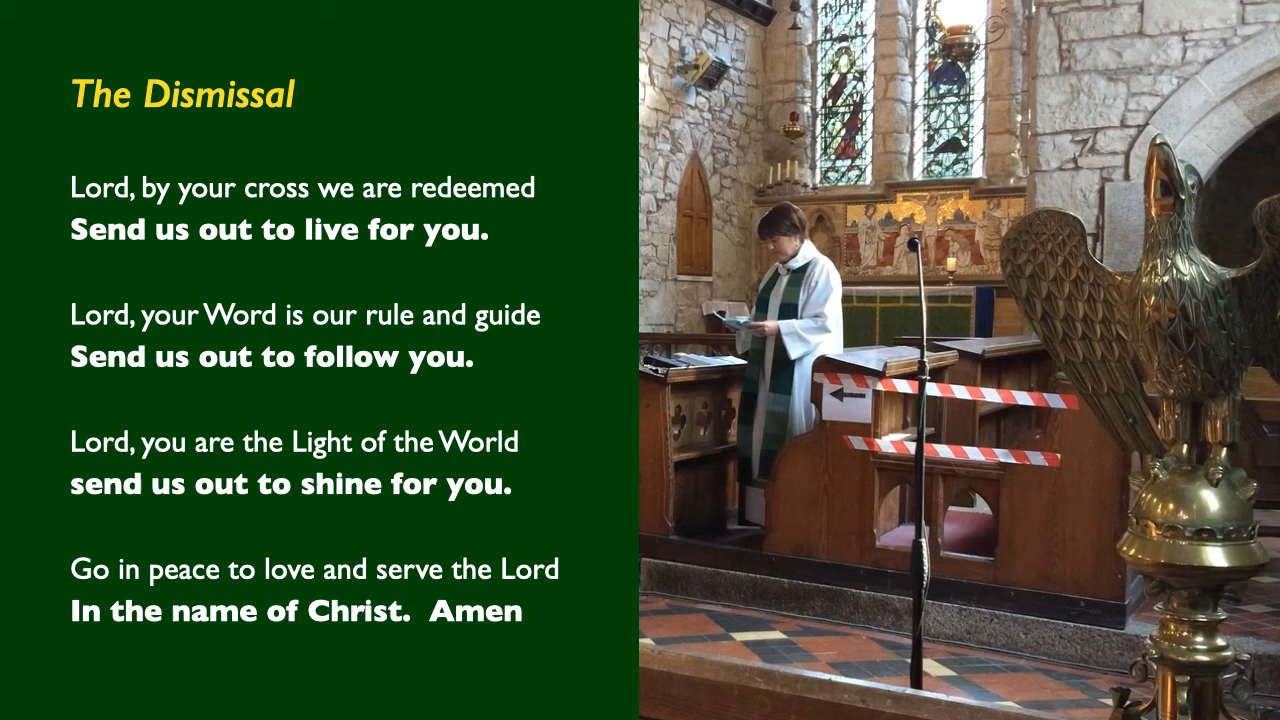 The Dismissal
Lord, by your cross we are redeemed
Send us out to live for you.
Lord, your Word is our rule and guide
Send us out to follow you.
Lord, you are the Light of the World
send us out to shine for you.
Go in peace to love and serve the Lord
In the name of Christ.  Amen